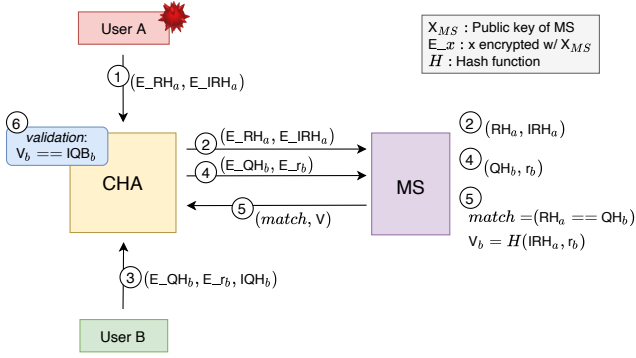 User A
X_MS : Public key of MS
E_x : x encrypted w/ X_MS
H : Hash function
1 (E_RH_a, E_IRH_a)
6
validation:
V_b == IQB_b
CHA
2 (E_RH_a, E_IRH_a)
4 (E_QH_b, E_r_b)
5 (match, V)
MS
2 (RH_a, IRH_a)
4 (QH_b, r_b)
5
match=(RH_a == QH_b)
V_b = H(IRH_a, r_b)
3 (E_QH_b, E_r_b, IQH_b)
User B